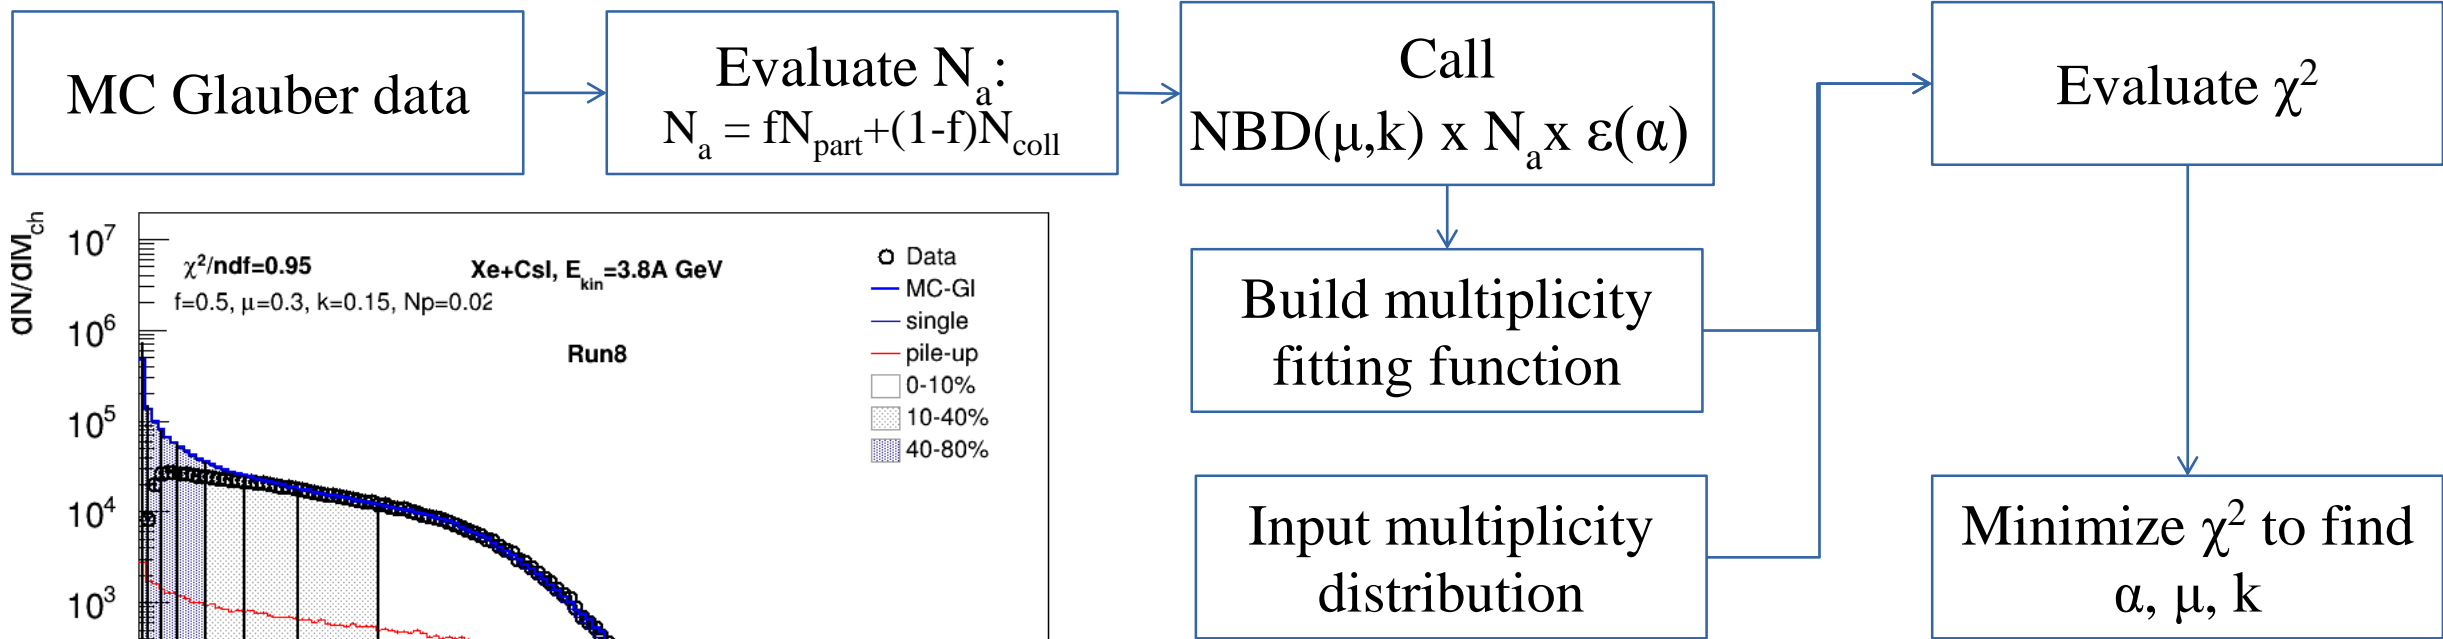 MC Glauber data
Evaluate Na:
Na = fNpart+(1-f)Ncoll
Call
NBD(μ,k) x Na x ε(α)
Evaluate χ²
Build multiplicity
fitting function
Input multiplicity
distribution
Minimize χ² to find
α, μ, k
dN/dMch
10⁷
10⁶
10⁵
10⁴
10³
χ²/ndf=0.95
f=0.5, μ=0.3, k=0.15, Np=0.02
Xe+CsI, Ekin=3.8A GeV
Run8
Data
MC-Gl
single
pile-up
0-10%
10-40%
40-80%